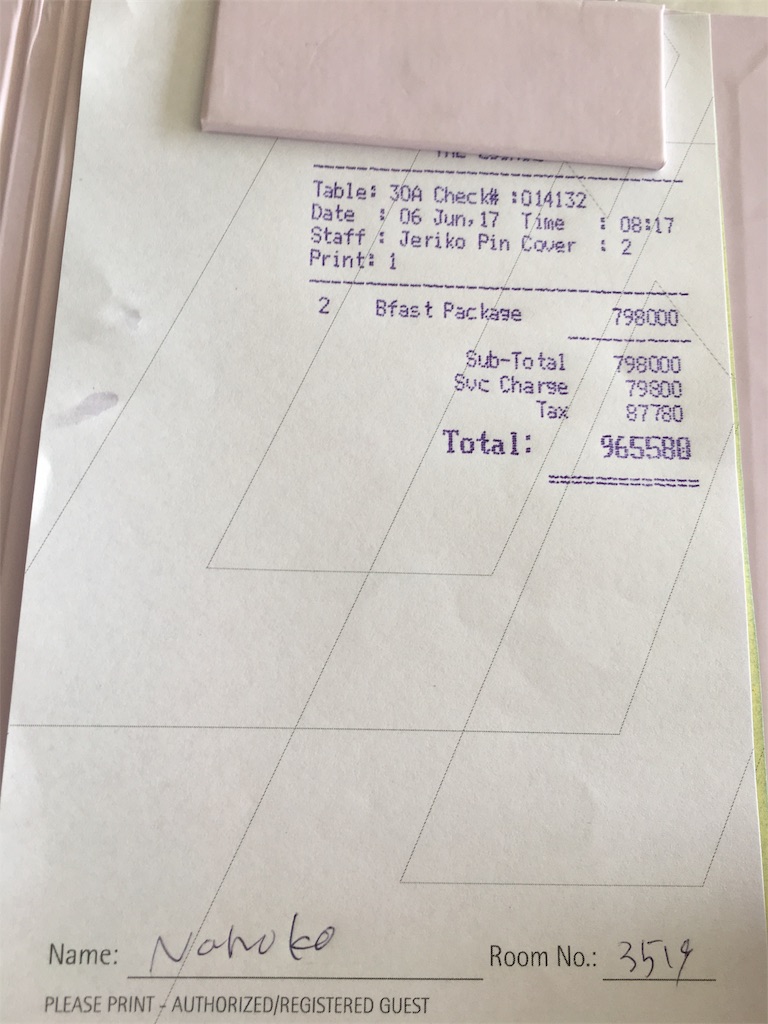 Table: 30A Check# :014132
Date : 06 Jun,17 Time : 08:17
Staff : Jeriko Pin Cover : 2
Print: 1
2 Bfast Package 798000
Sub-Total 798000
Svc Charge 79800
Tax 87780
Total: 965580
Name: Nahoko Room No.: 3519
PLEASE PRINT - AUTHORIZED/REGISTERED GUEST